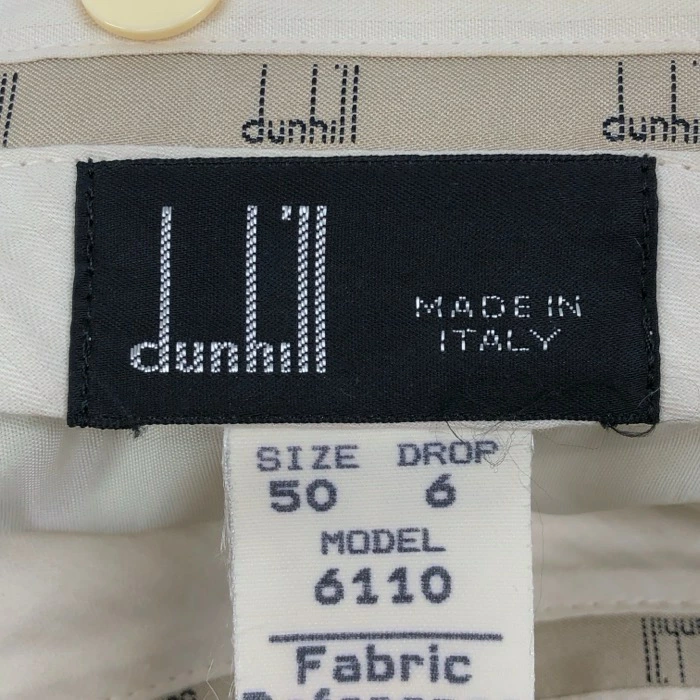 dunhill dunhill
dunhill
MADE IN
ITALY
SIZE DROP
50 6
MODEL
6110
Fabric